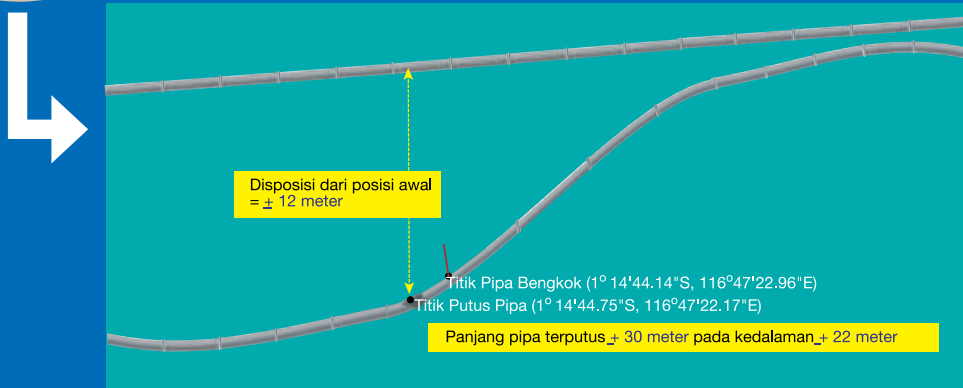 Disposisi dari posisi awal
= ± 12 meter
Titik Pipa Bengkok (1° 14'44.14"S, 116°47'22.96"E)
Titik Putus Pipa (1° 14'44.75"S, 116°47'22.17"E)
Panjang pipa terputus ± 30 meter pada kedalaman ± 22 meter